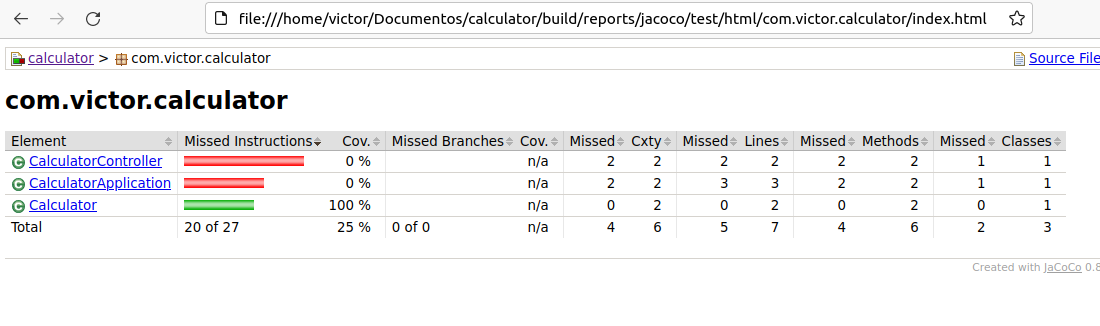 file:///home/victor/Documentos/calculator/build/reports/jacoco/test/html/com.victor.calculator/index.html
calculator > com.victor.calculator Source File
com.victor.calculator
Element Missed Instructions Cov. Missed Branches Cov. Missed Cxty Missed Lines Missed Methods Missed Classes
CalculatorController 0 % n/a 2 2 2 2 2 2 1 1
CalculatorApplication 0 % n/a 2 2 3 3 2 2 1 1
Calculator 100 % n/a 0 2 0 2 0 2 0 1
Total 20 of 27 25 % 0 of 0 n/a 4 6 5 7 4 6 2 3
Created with JaCoCo 0.8